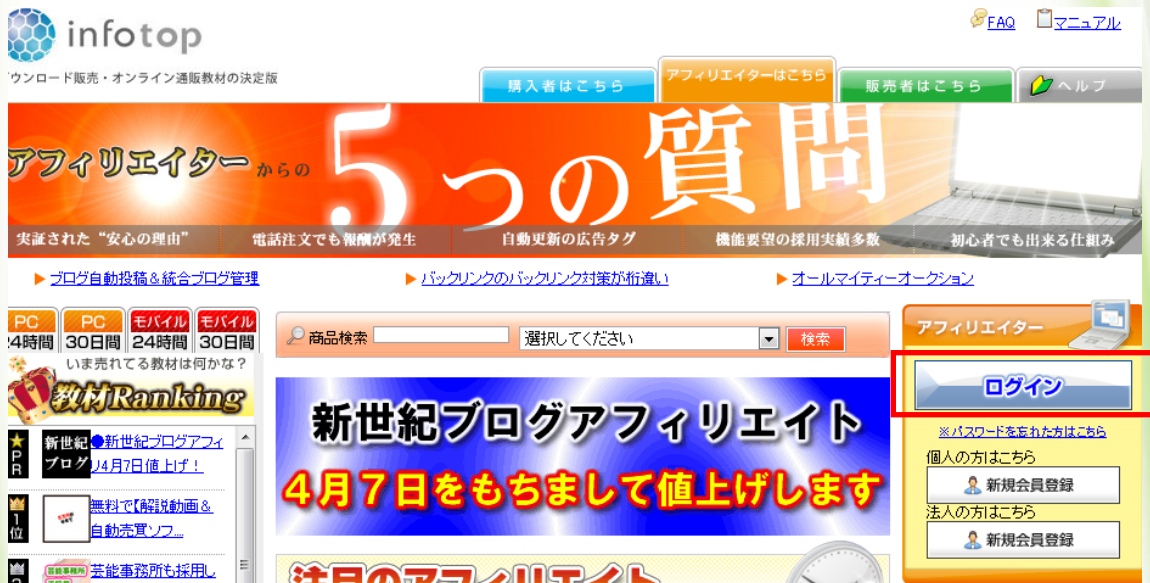 infotop
FAQ
マニュアル
ウンロード販売・オンライン通販教材の決定版
購入者はこちら
アフィリエイターはこちら
販売者はこちら
ヘルプ
アフィリエイターからの5つの質問
実証された“安心の理由”
電話注文でも報酬が発生
自動更新の広告タグ
機能要望の採用実績多数
初心者でも出来る仕組み
ブログ自動投稿&統合ブログ管理
バックリンクのバックリンク対策が桁違い
オールマイティーオークション
PC
24時間
PC
30日間
モバイル
24時間
モバイル
30日間
いま売れてる教材は何かな?
教材Ranking
★PR
新世紀
ブログ
●新世紀ブログアフィ
リ4月7日値上げ!
1位
無料で【解説動画&
自動売買ソフ...
芸能事務所
芸能事務所も採用し
商品検索
選択してください
検索
新世紀ブログアフィリエイト
4月7日をもちまして値上げします
注目のアフィリエイト
アフィリエイター
ログイン
※パスワードを忘れた方はこちら
個人の方はこちら
新規会員登録
法人の方はこちら
新規会員登録